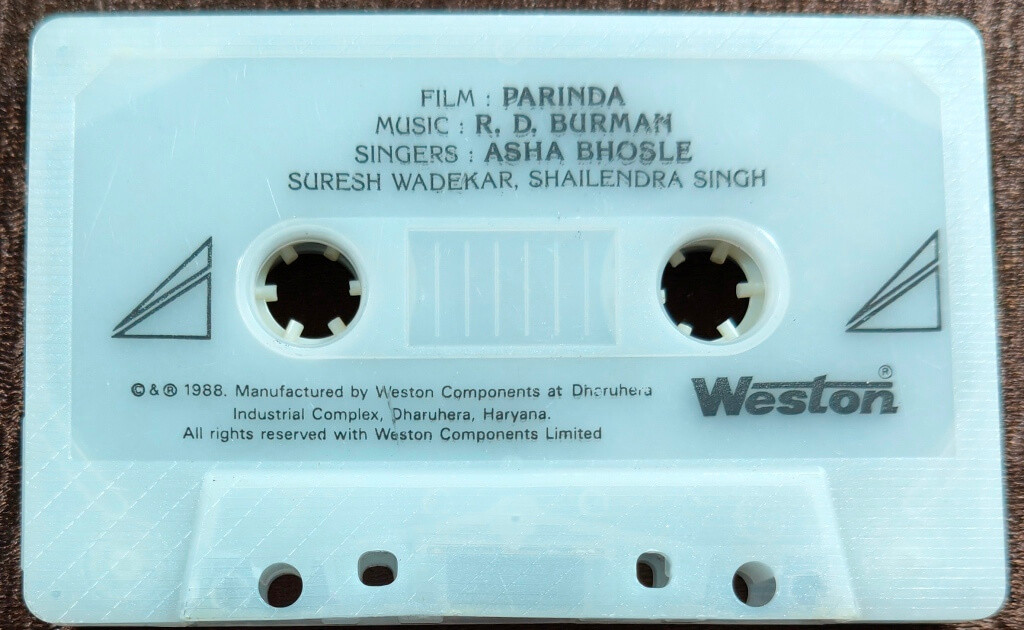 FILM : PARINDA
MUSIC : R. D. BURMAN
SINGERS : ASHA BHOSLE
SURESH WADEKAR, SHAILENDRA SINGH
© & ® 1988. Manufactured by Weston Components at Dharuhera
Industrial Complex, Dharuhera, Haryana.
All rights reserved with Weston Components Limited
Weston®